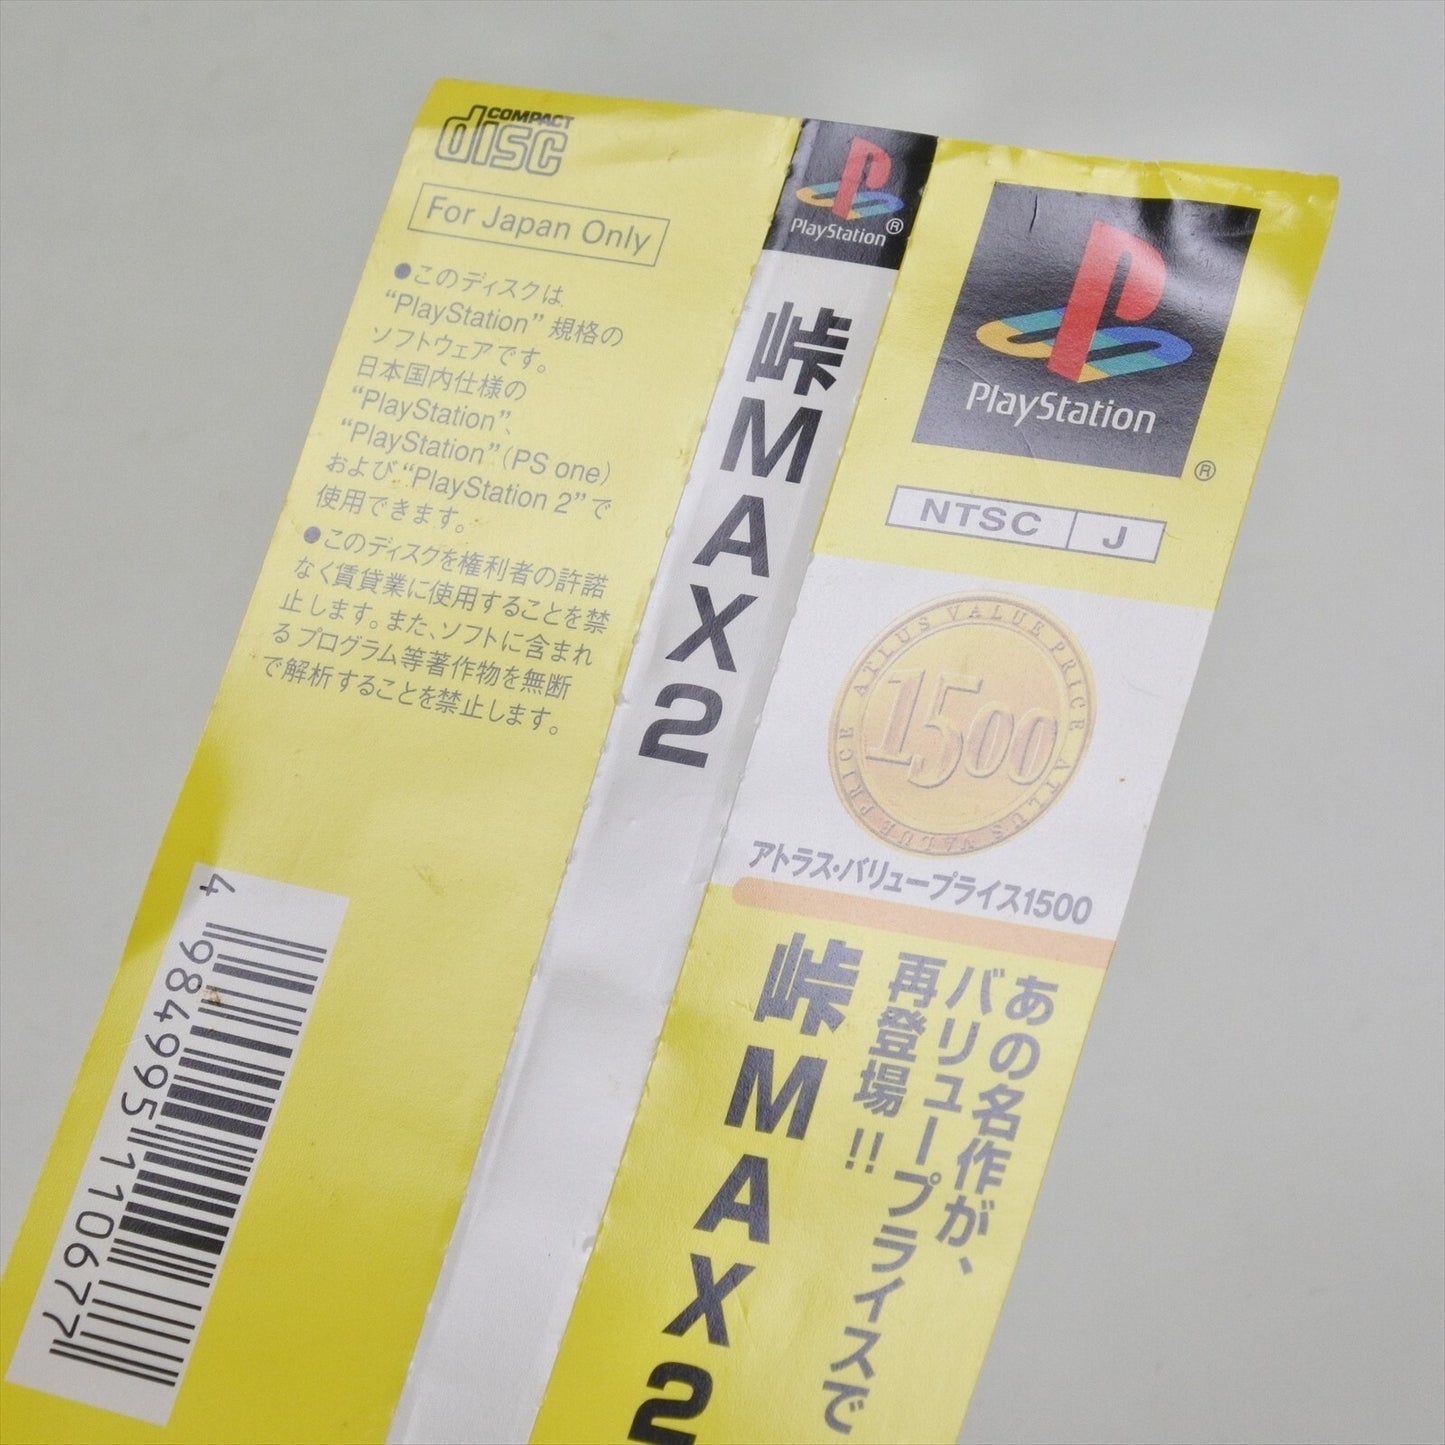 COMPACT
disc
For Japan Only
●このディスクは
“PlayStation”規格の
ソフトウェアです。
日本国内仕様の
“PlayStation”、
“PlayStation”(PS one)
および“PlayStation 2”で
使用できます。
●このディスクを権利者の許諾
なく賃貸業に使用することを禁
止します。また、ソフトに含まれ
るプログラム等著作物を無断
で解析することを禁止します。
4 984995 110677
PlayStation®
峠MAX2
PlayStation
®
NTSC J
ATLUS VALUE PRICE ATLUS VALUE PRICE
1500
アトラス・バリュープライス1500
あの名作が、
バリュープライスで
再登場!!
峠MAX2